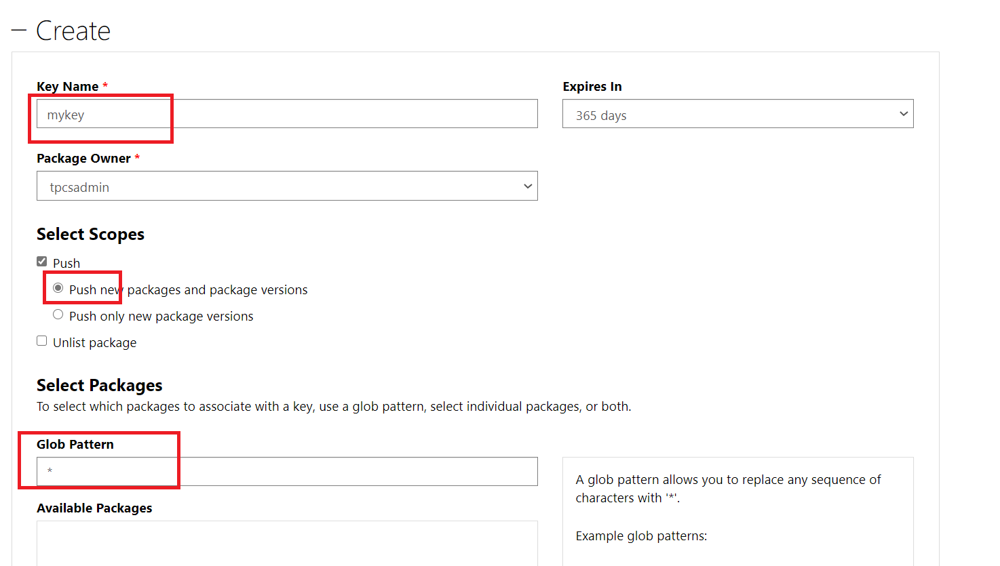 Create
Key Name *
Expires In
mykey
365 days
Package Owner *
tpcsadmin
Select Scopes
Push
Push new packages and package versions
Push only new package versions
Unlist package
Select Packages
To select which packages to associate with a key, use a glob pattern, select individual packages, or both.
Glob Pattern
*
A glob pattern allows you to replace any sequence of
characters with '*'.
Available Packages
Example glob patterns: